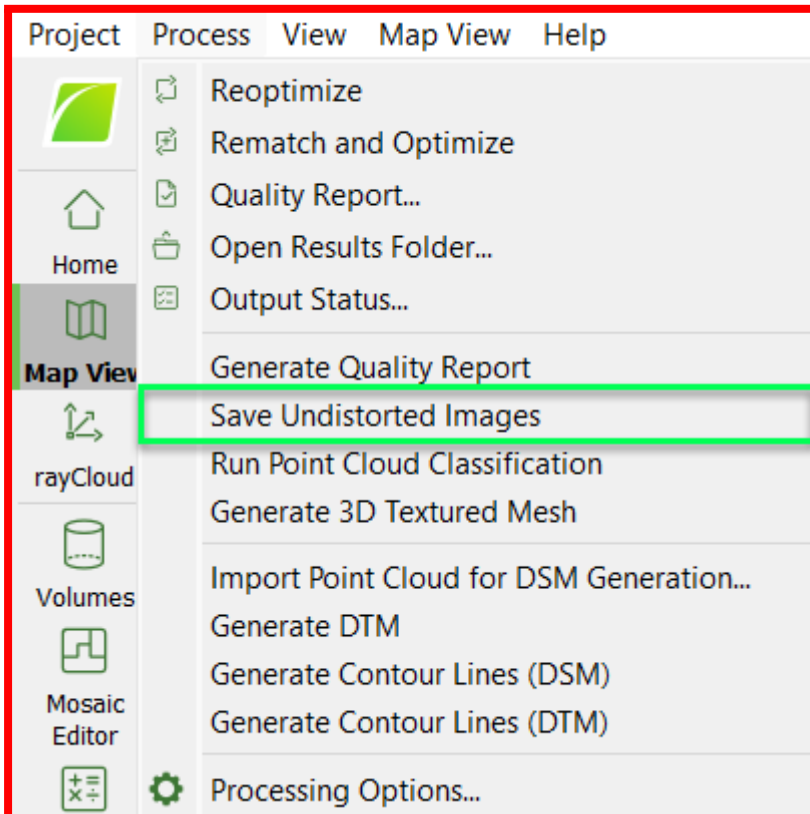 Project Process View Map View Help
Reoptimize
Rematch and Optimize
Quality Report...
Open Results Folder...
Output Status...
Generate Quality Report
Save Undistorted Images
Run Point Cloud Classification
Generate 3D Textured Mesh
Import Point Cloud for DSM Generation...
Generate DTM
Generate Contour Lines (DSM)
Generate Contour Lines (DTM)
Processing Options...
Home
Map View
rayCloud
Volumes
Mosaic
Editor